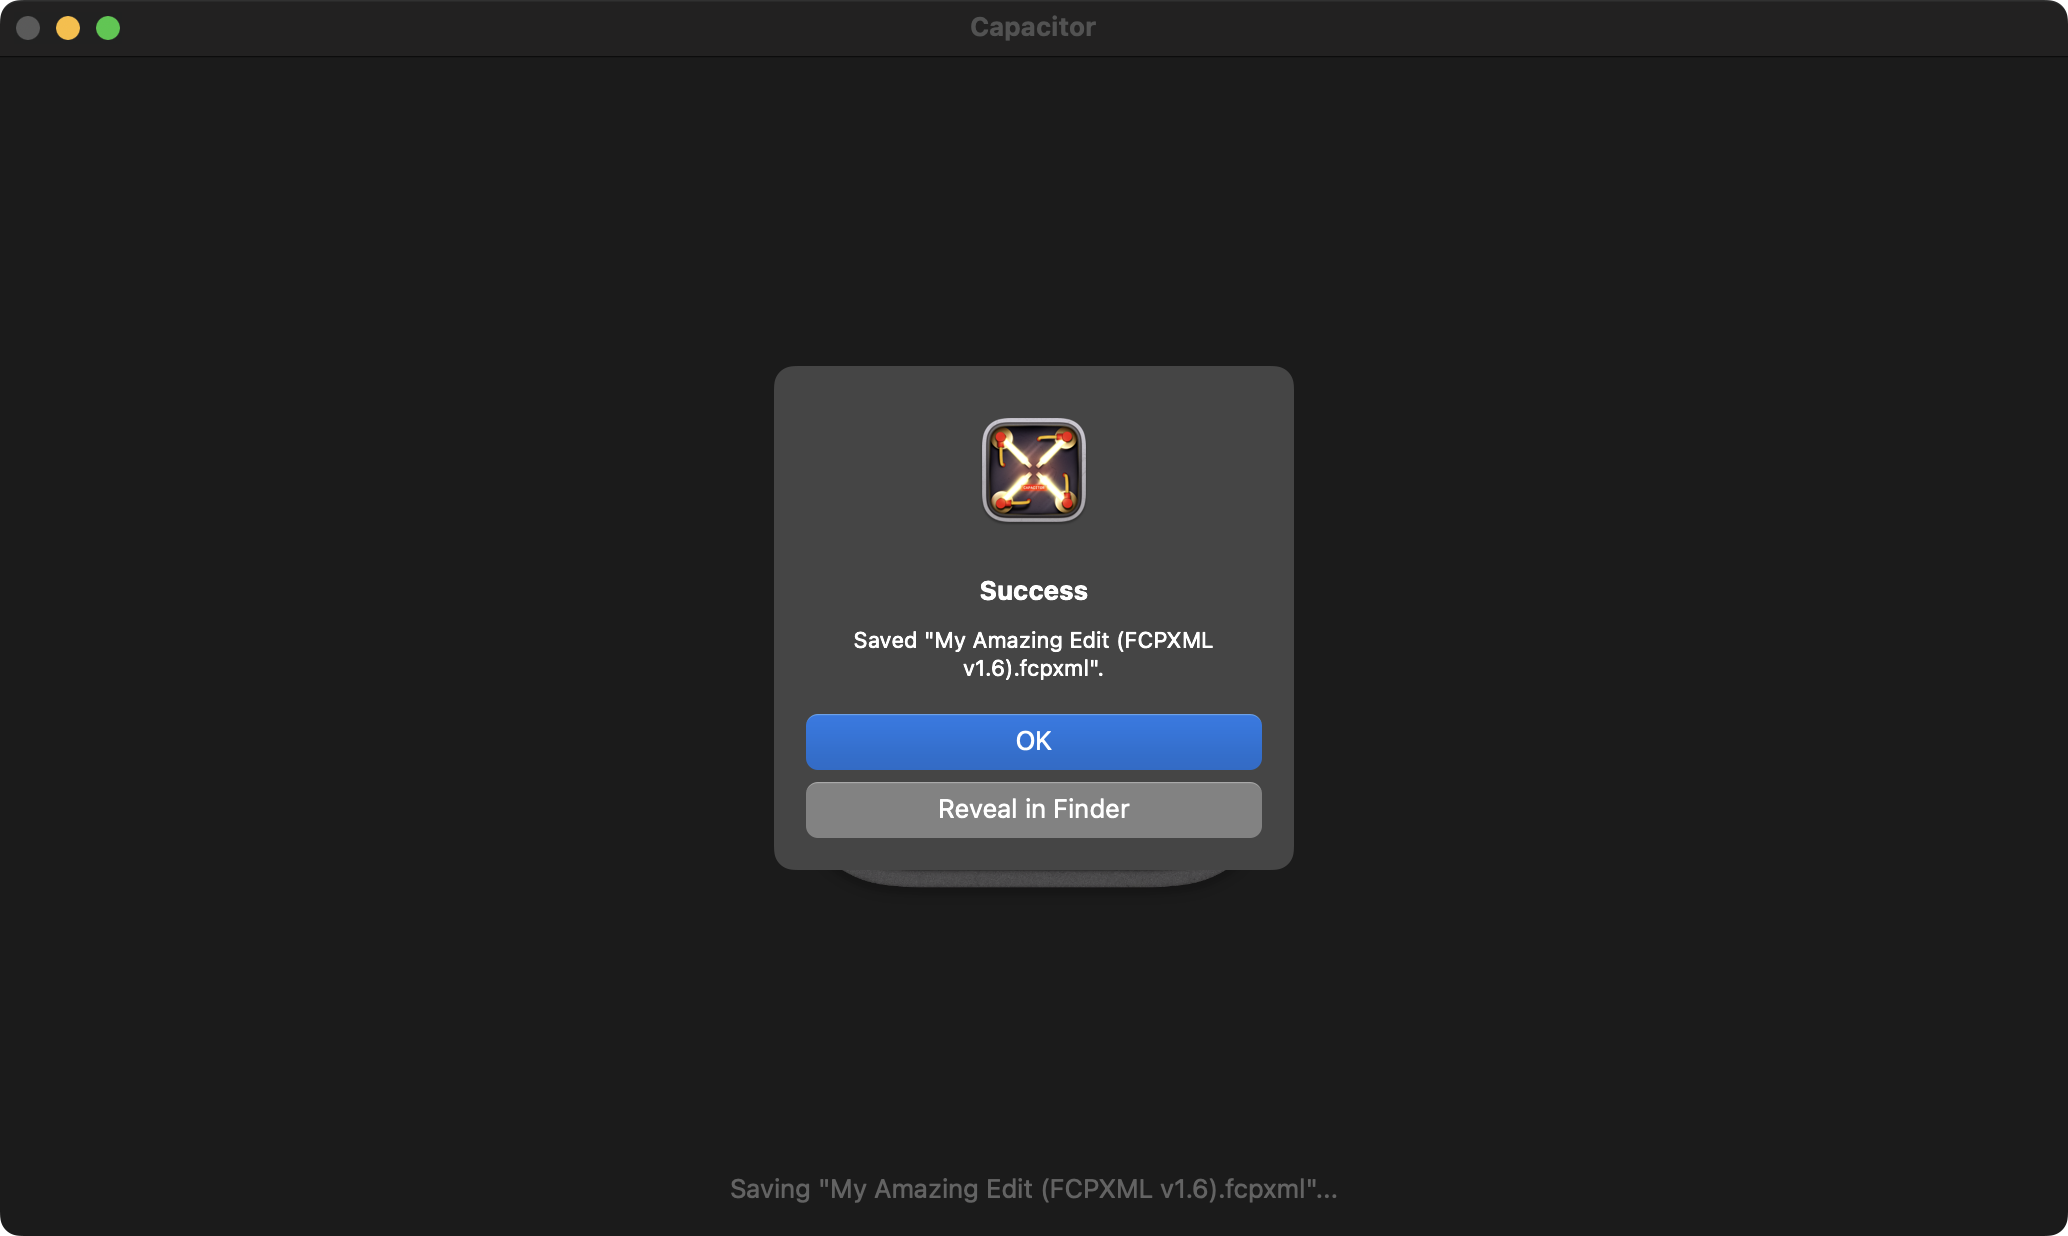 Capacitor
Success
Saved "My Amazing Edit (FCPXML
v1.6).fcpxml".
OK
Reveal in Finder
Saving "My Amazing Edit (FCPXML v1.6).fcpxml"...